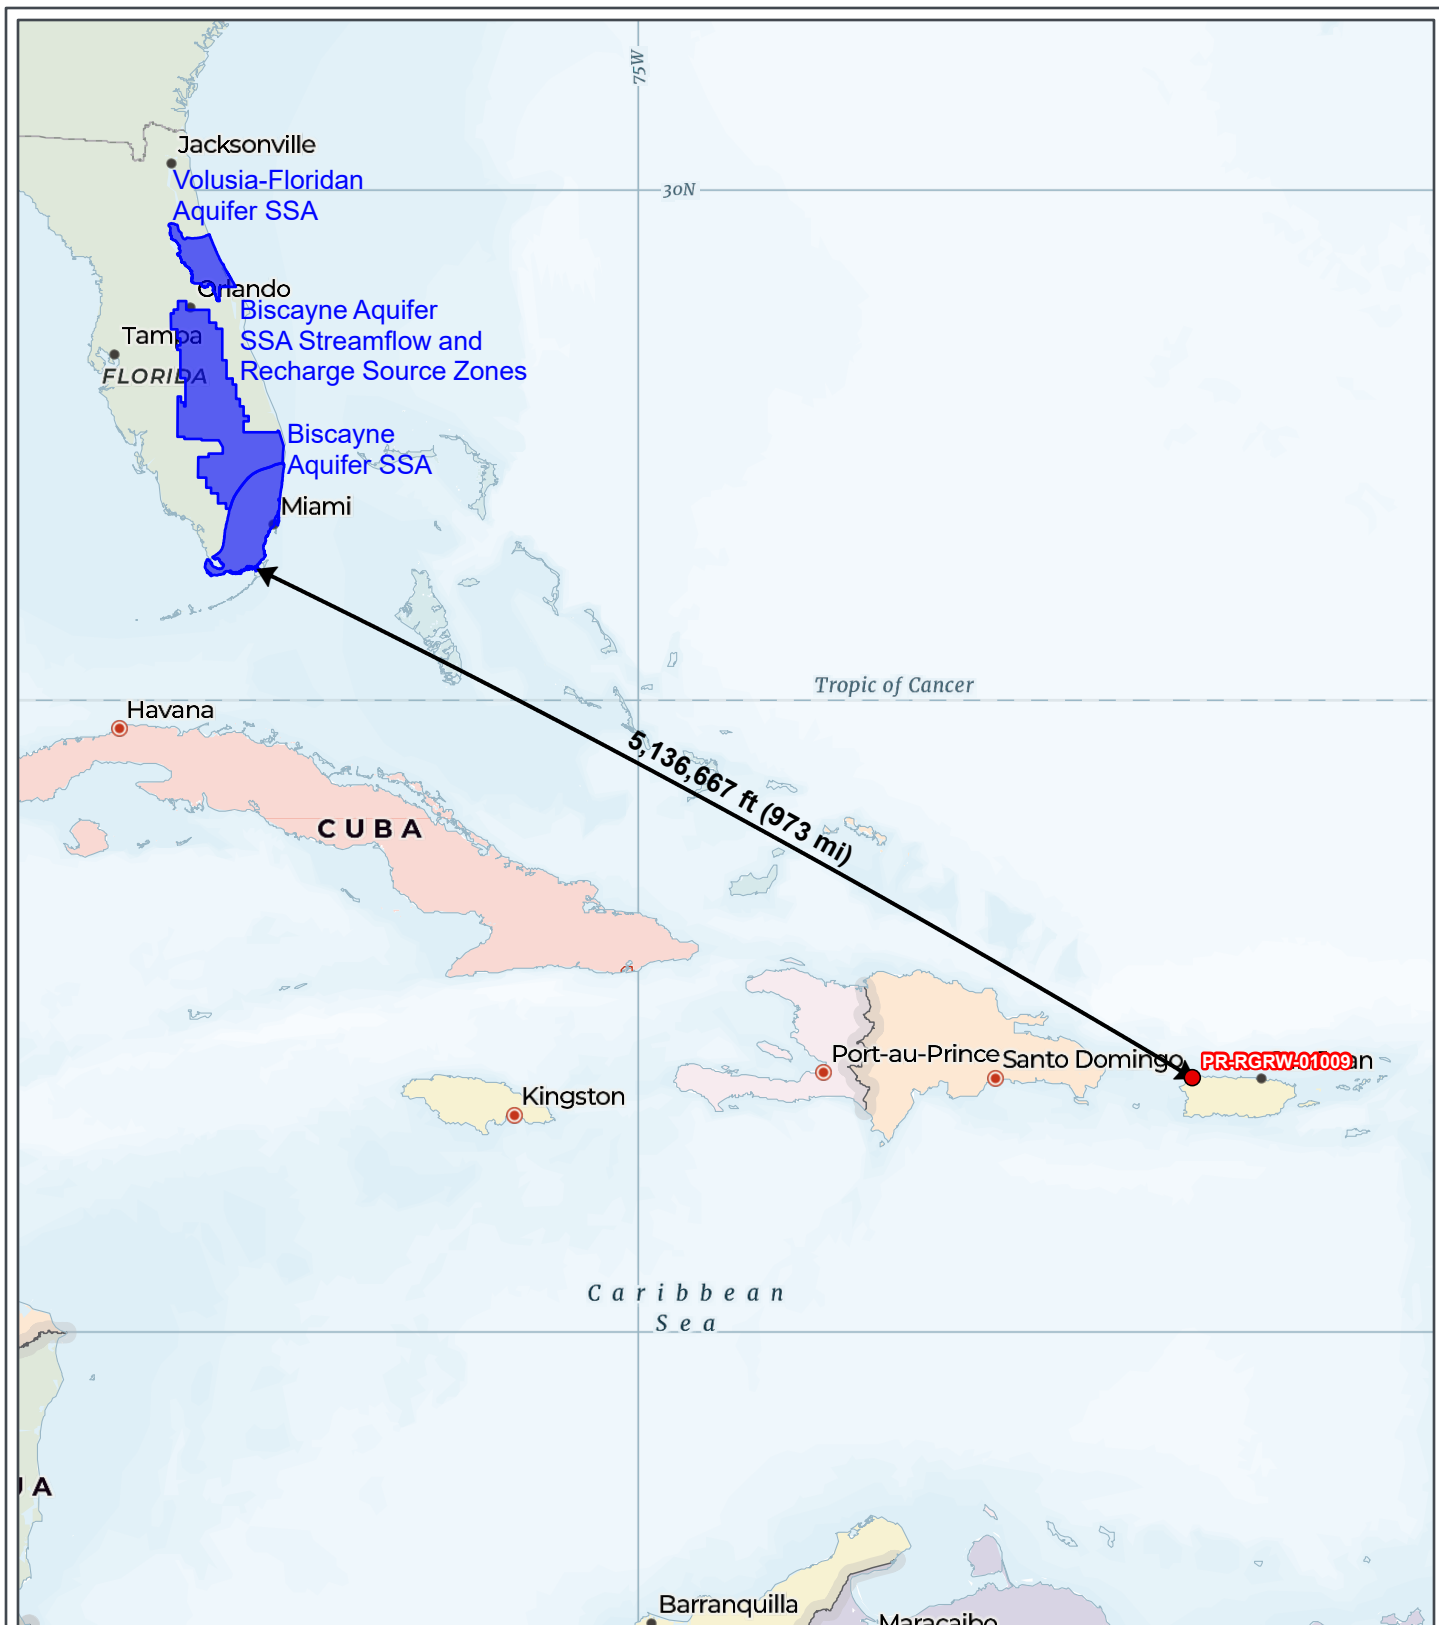 75W
Jacksonville
Volusia-Floridan
Aquifer SSA
30N
Orlando
Biscayne Aquifer
SSA Streamflow and
Recharge Source Zones
Tampa
FLORIDA
Biscayne
Aquifer SSA
Miami
Tropic of Cancer
Havana
5,136,667 ft (973 mi)
CUBA
Port-au-Prince
Santo Domingo
PR-RGRW-01009
Kingston
Caribbean
Sea
Barranquilla
Maracaibo